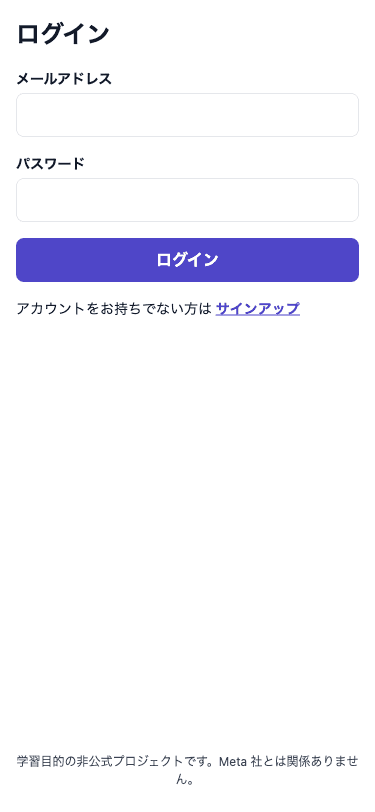 ログイン
メールアドレス
パスワード
ログイン
アカウントをお持ちでない方は サインアップ
学習目的の非公式プロジェクトです。Meta 社とは関係ありませ
ん。